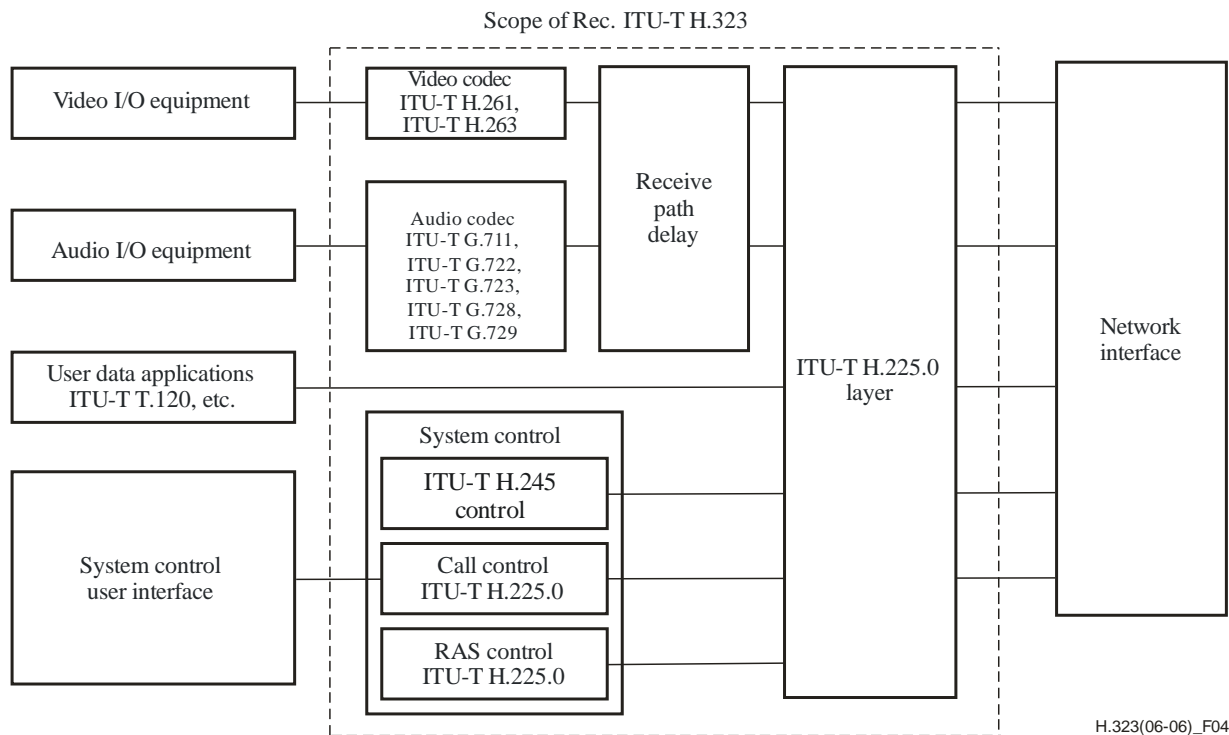 Scope of Rec. ITU-T H.323
Video I/O equipment
Video codec
ITU-T H.261,
ITU-T H.263
Receive
path
delay
Audio I/O equipment
Audio codec
ITU-T G.711,
ITU-T G.722,
ITU-T G.723,
ITU-T G.728,
ITU-T G.729
ITU-T H.225.0
layer
Network
interface
User data applications
ITU-T T.120, etc.
System control
ITU-T H.245
control
System control
user interface
Call control
ITU-T H.225.0
RAS control
ITU-T H.225.0
H.323(06-06)_F04